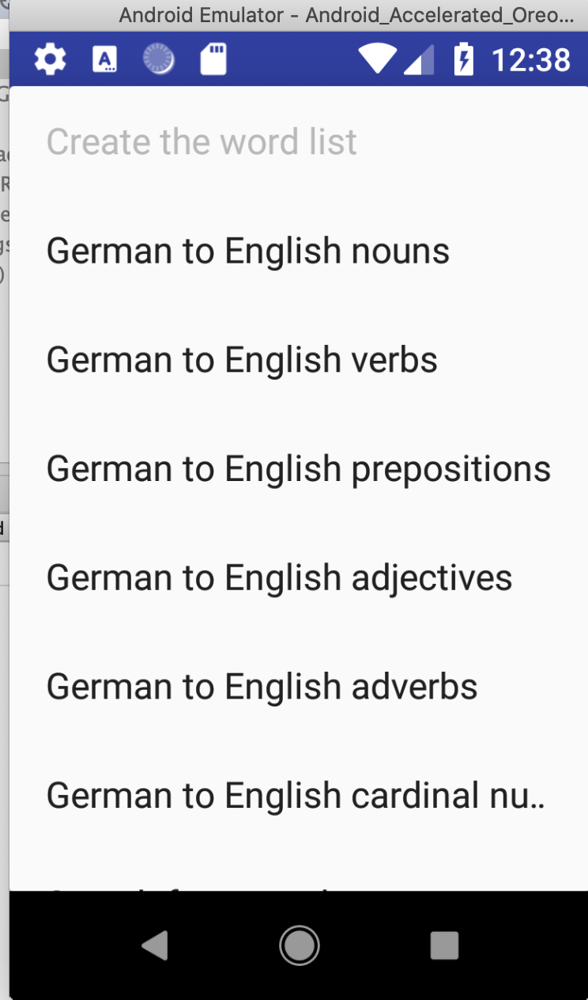 Android Emulator - Android_Accelerated_Oreo...
12:38
Create the word list
German to English nouns
German to English verbs
German to English prepositions
German to English adjectives
German to English adverbs
German to English cardinal nu..